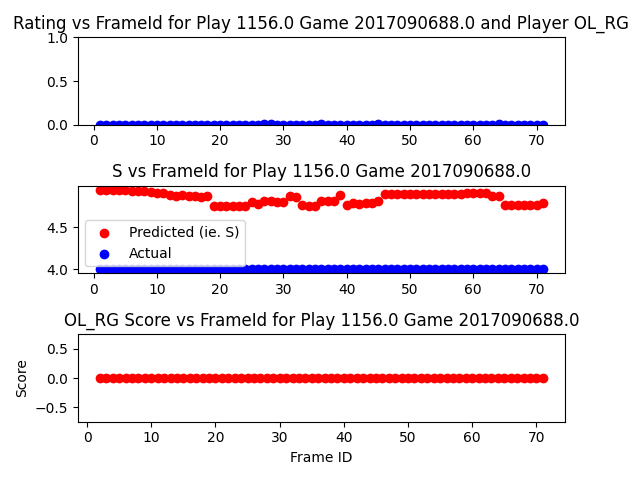 Rating vs FrameId for Play 1156.0 Game 2017090688.0 and Player OL_RG
1.0
0.5
0.0
0 10 20 30 40 50 60 70
S vs FrameId for Play 1156.0 Game 2017090688.0
4.5
4.0
Predicted (ie. S)
Actual
0 10 20 30 40 50 60 70
OL_RG Score vs FrameId for Play 1156.0 Game 2017090688.0
Score
0.5
0.0
−0.5
0 10 20 30 40 50 60 70
Frame ID